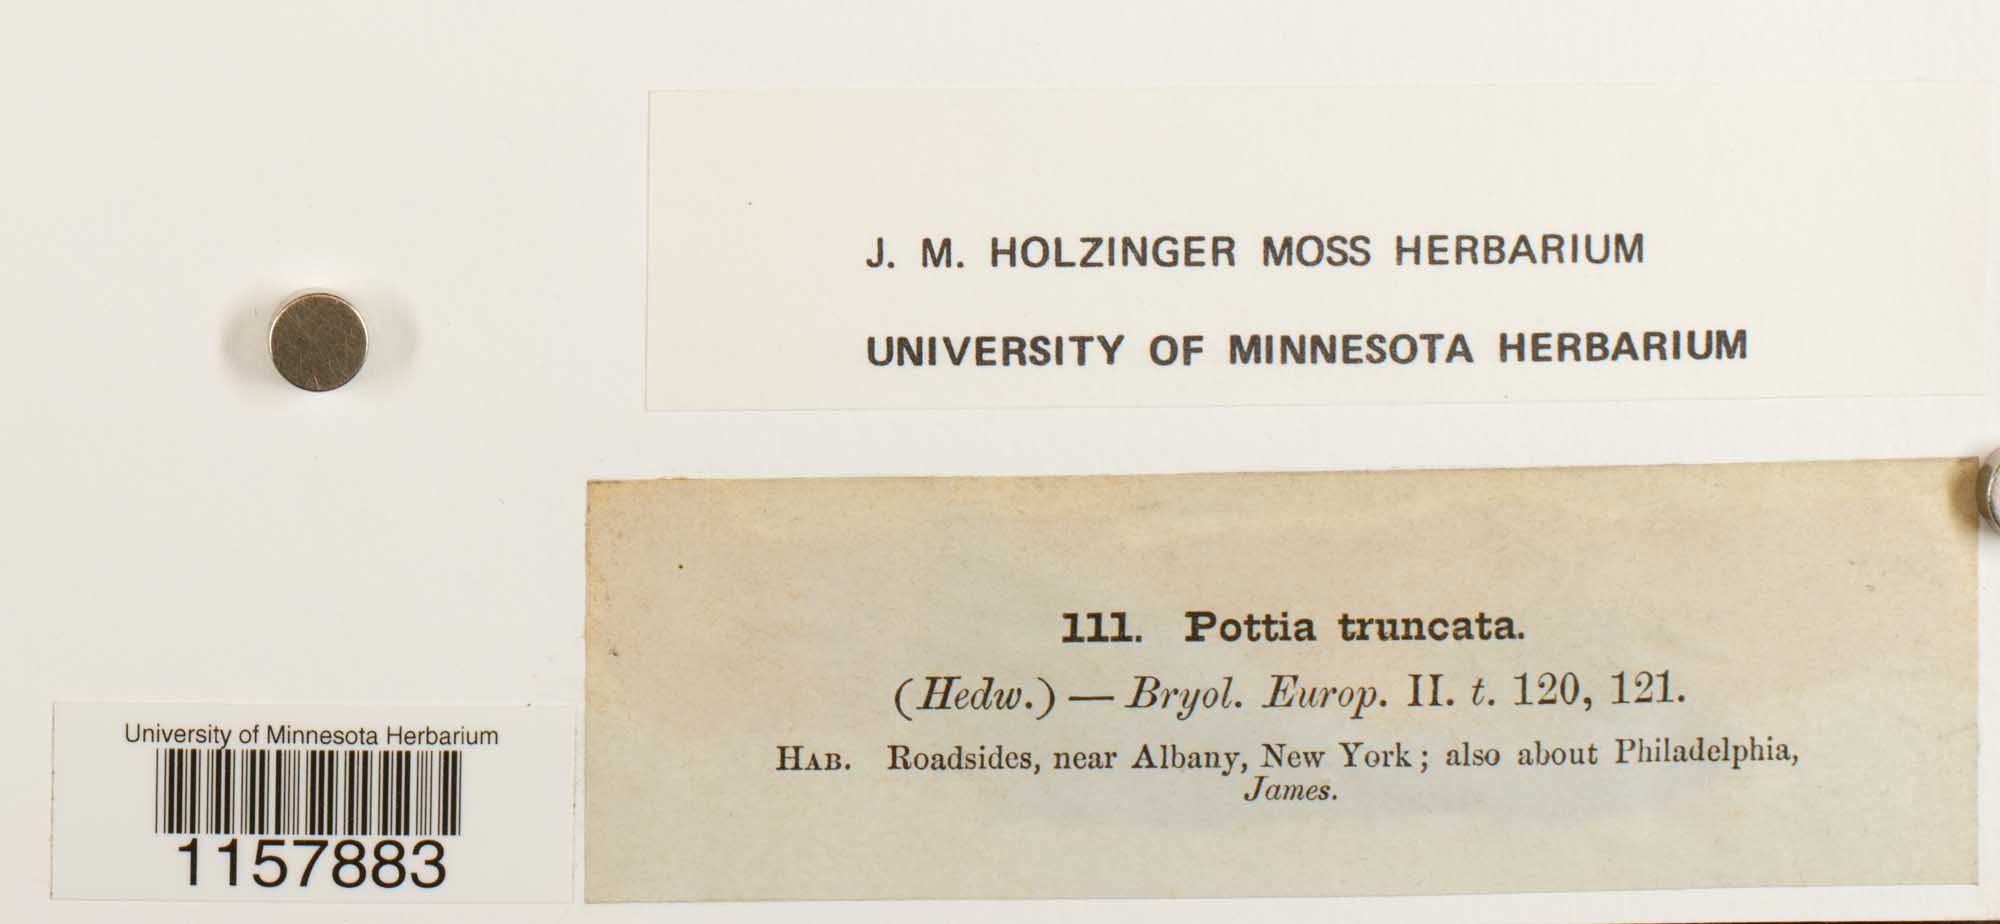 J. M. HOLZINGER MOSS HERBARIUM
UNIVERSITY OF MINNESOTA HERBARIUM
111. Pottia truncata.
(Hedw.) — Bryol. Europ. II. t. 120, 121.
HAB. Roadsides, near Albany, New York; also about Philadelphia,
James.
University of Minnesota Herbarium
1157883